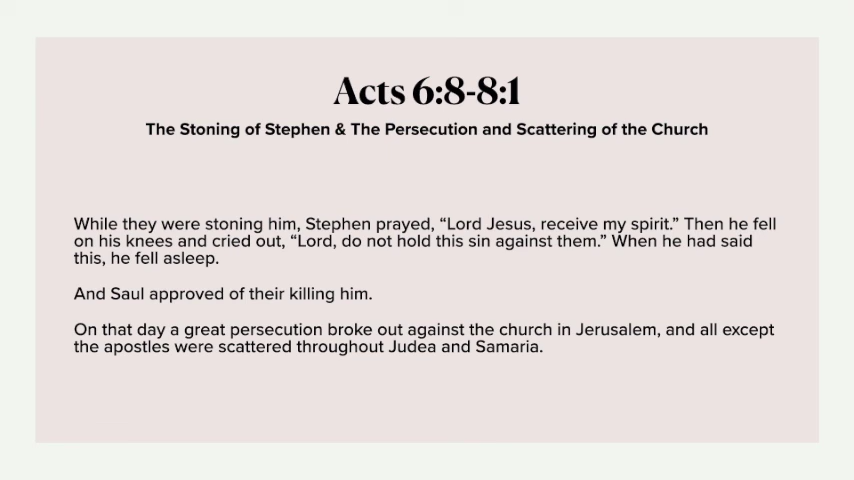 Acts 6:8-8:1
The Stoning of Stephen & The Persecution and Scattering of the Church
While they were stoning him, Stephen prayed, “Lord Jesus, receive my spirit.” Then he fell
on his knees and cried out, “Lord, do not hold this sin against them.” When he had said
this, he fell asleep.
And Saul approved of their killing him.
On that day a great persecution broke out against the church in Jerusalem, and all except
the apostles were scattered throughout Judea and Samaria.